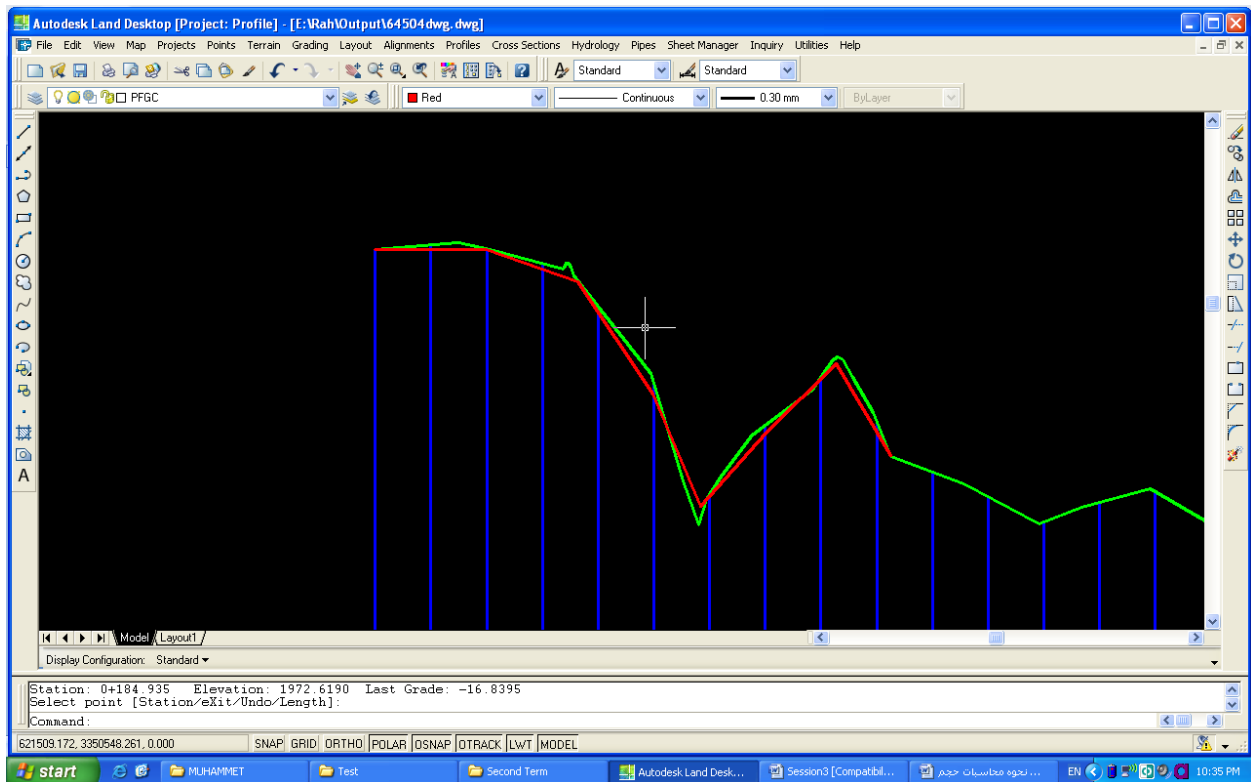 Autodesk Land Desktop [Project: Profile] - [E:\Rah\Output\64504dwg.dwg]
File Edit View Map Projects Points Terrain Grading Layout Alignments Profiles Cross Sections Hydrology Pipes Sheet Manager Inquiry Utilities Help
Standard Standard
PFGC Red Continuous 0.30 mm ByLayer
A
Model Layout1
Display Configuration: Standard
Station: 0+184.935 Elevation: 1972.6190 Last Grade: -16.8395
Select point [Station/eXit/Undo/Length]:
Command:
621509.172, 3350548.261, 0.000 SNAP GRID ORTHO POLAR OSNAP OTRACK LWT MODEL
start MUHAMMET Test Second Term Autodesk Land Desk... Session3 [Compatibil... نحوه محاسبات حجم ... EN 10:35 PM